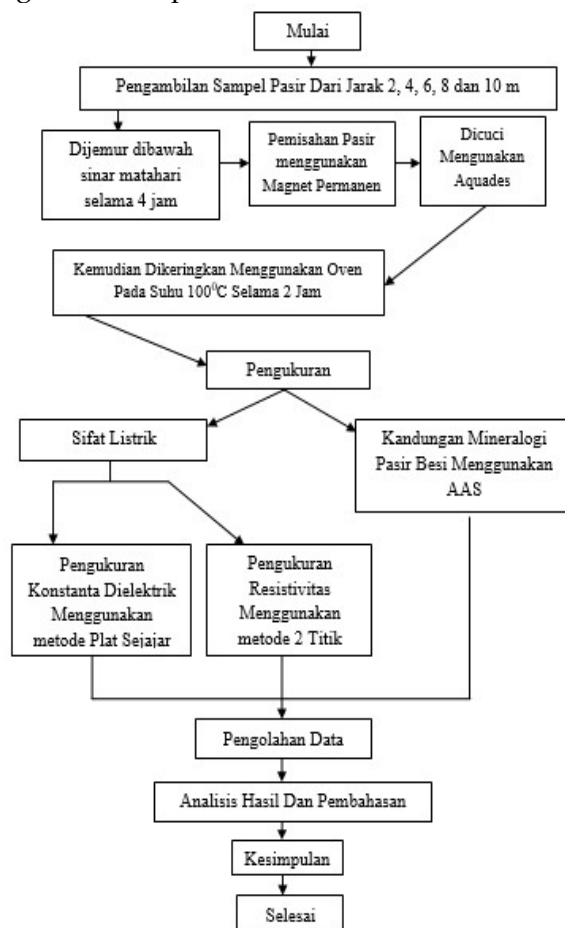 Mulai
Pengambilan Sampel Pasir Dari Jarak 2, 4, 6, 8 dan 10 m
Dijemur dibawah
sinar matahari
selama 4 jam
Pemisahan Pasir
menggunakan
Magnet Permanen
Dicuci
Mengunakan
Aquades
Kemudian Dikeringkan Menggunakan Oven
Pada Suhu 100⁰C Selama 2 Jam
Pengukuran
Sifat Listrik
Kandungan Mineralogi
Pasir Besi Menggunakan
AAS
Pengukuran
Konstanta Dielektrik
Menggunakan
metode Plat Sejajar
Pengukuran
Resistivitas
Menggunakan
metode 2 Titik
Pengolahan Data
Analisis Hasil Dan Pembahasan
Kesimpulan
Selesai